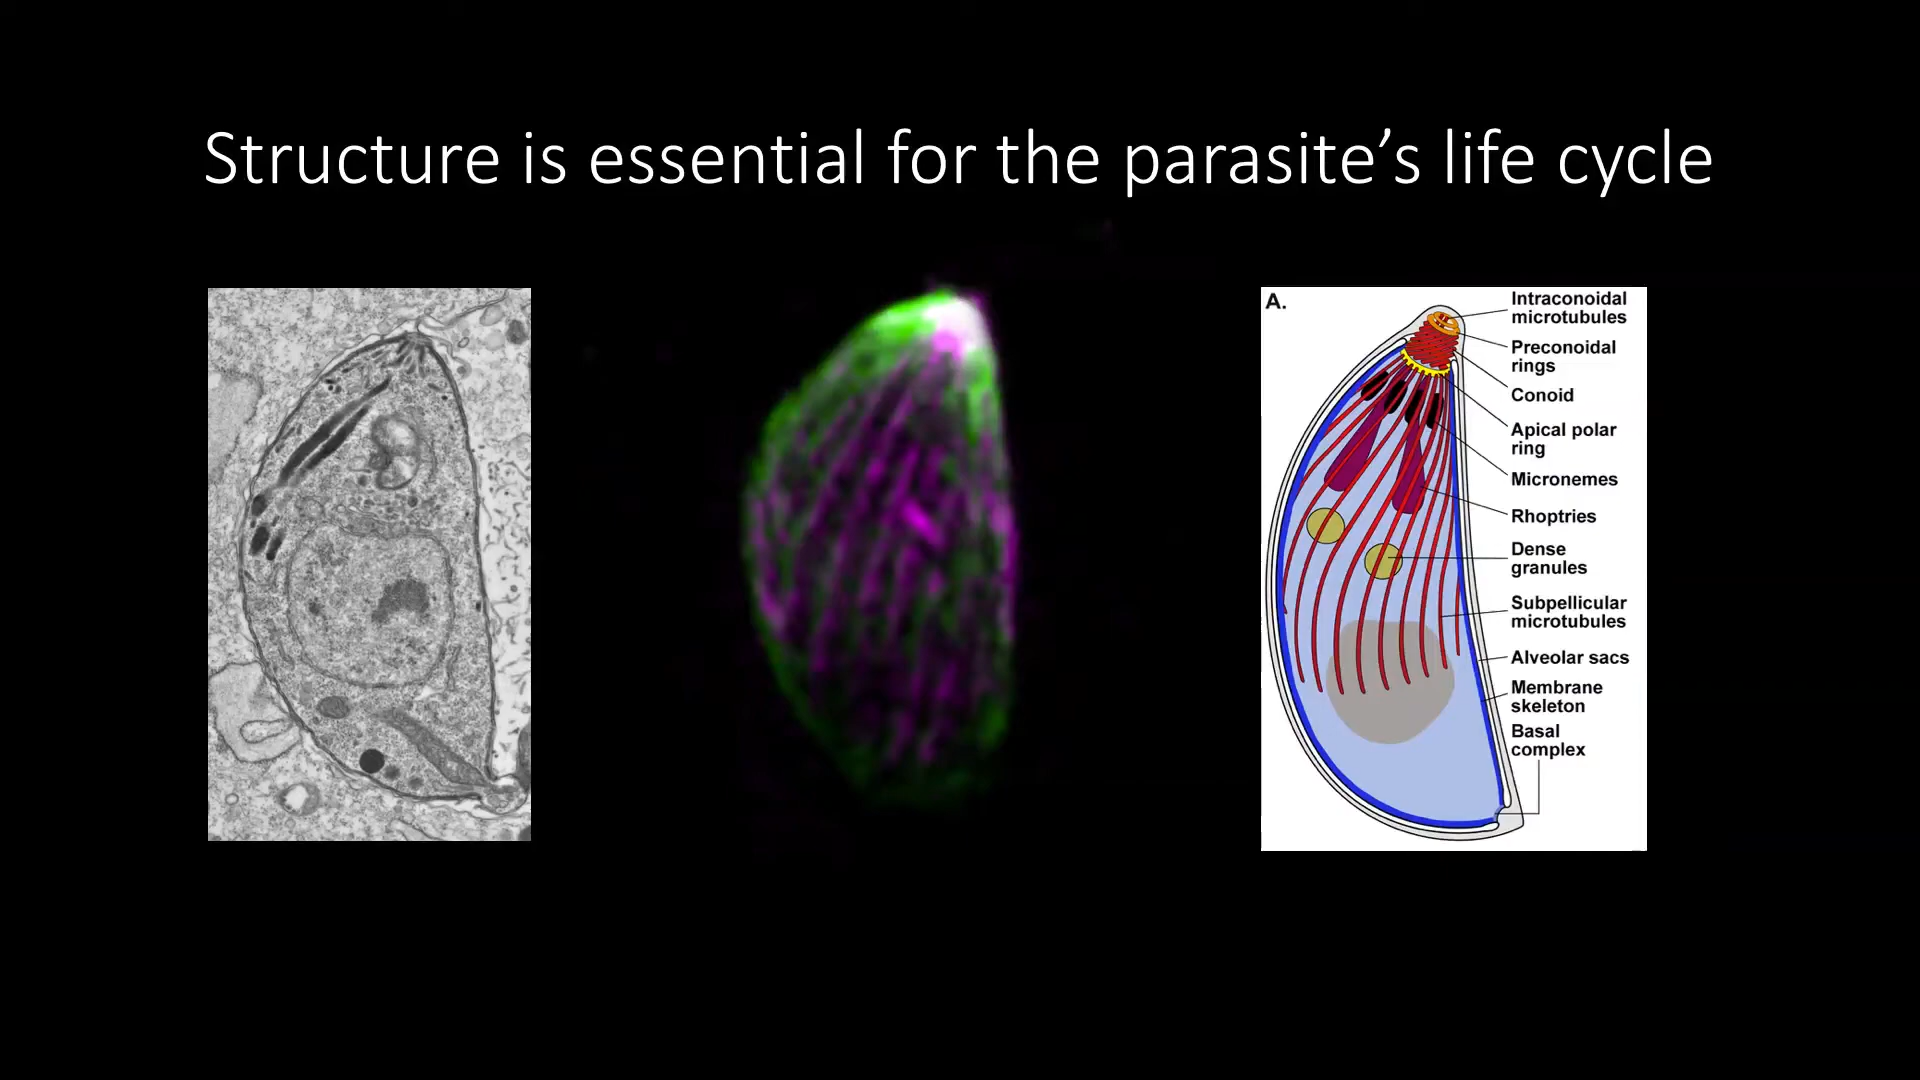 Structure is essential for the parasite’s life cycle
A.
Intraconoidal
microtubules
Preconoidal
rings
Conoid
Apical polar
ring
Micronemes
Rhoptries
Dense
granules
Subpellicular
microtubules
Alveolar sacs
Membrane
skeleton
Basal
complex